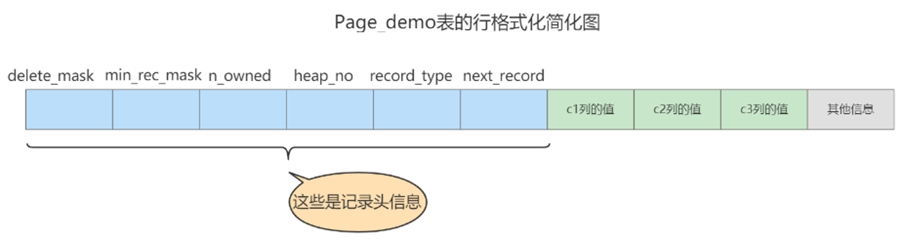 Page_demo表的行格式化简化图
delete_mask min_rec_mask n_owned heap_no record_type next_record
c1列的值 c2列的值 c3列的值 其他信息
这些是记录头信息